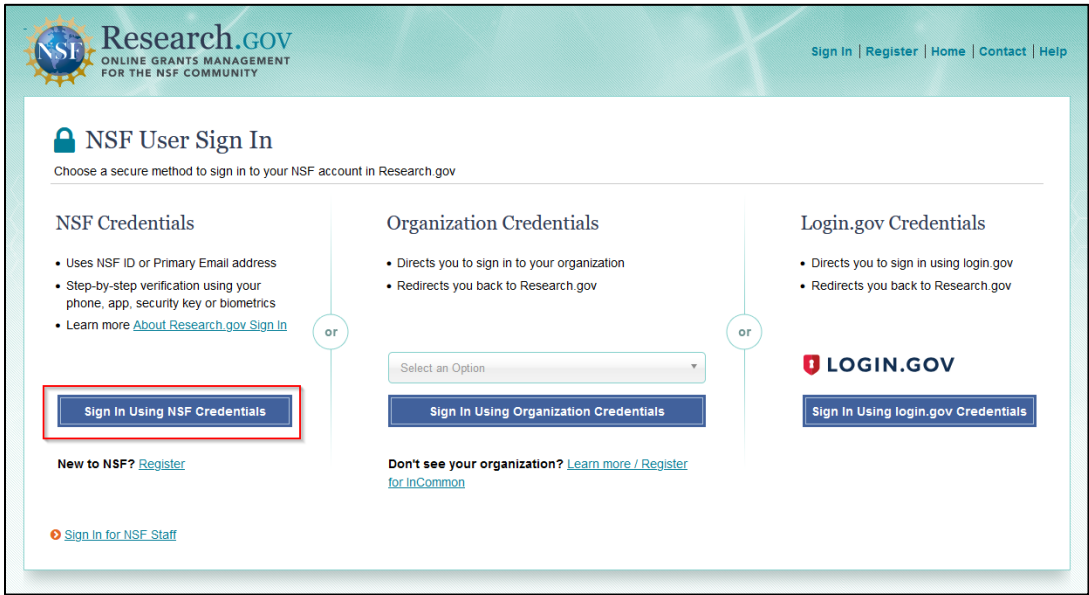 NSF
Research.gov
ONLINE GRANTS MANAGEMENT
FOR THE NSF COMMUNITY
Sign In | Register | Home | Contact | Help
NSF User Sign In
Choose a secure method to sign in to your NSF account in Research.gov
NSF Credentials
• Uses NSF ID or Primary Email address
• Step-by-step verification using your
phone, app, security key or biometrics
• Learn more About Research.gov Sign In
Sign In Using NSF Credentials
New to NSF? Register
or
Organization Credentials
• Directs you to sign in to your organization
• Redirects you back to Research.gov
Select an Option
Sign In Using Organization Credentials
Don't see your organization? Learn more / Register
for InCommon
or
Login.gov Credentials
• Directs you to sign in using login.gov
• Redirects you back to Research.gov
LOGIN.GOV
Sign In Using login.gov Credentials
Sign In for NSF Staff